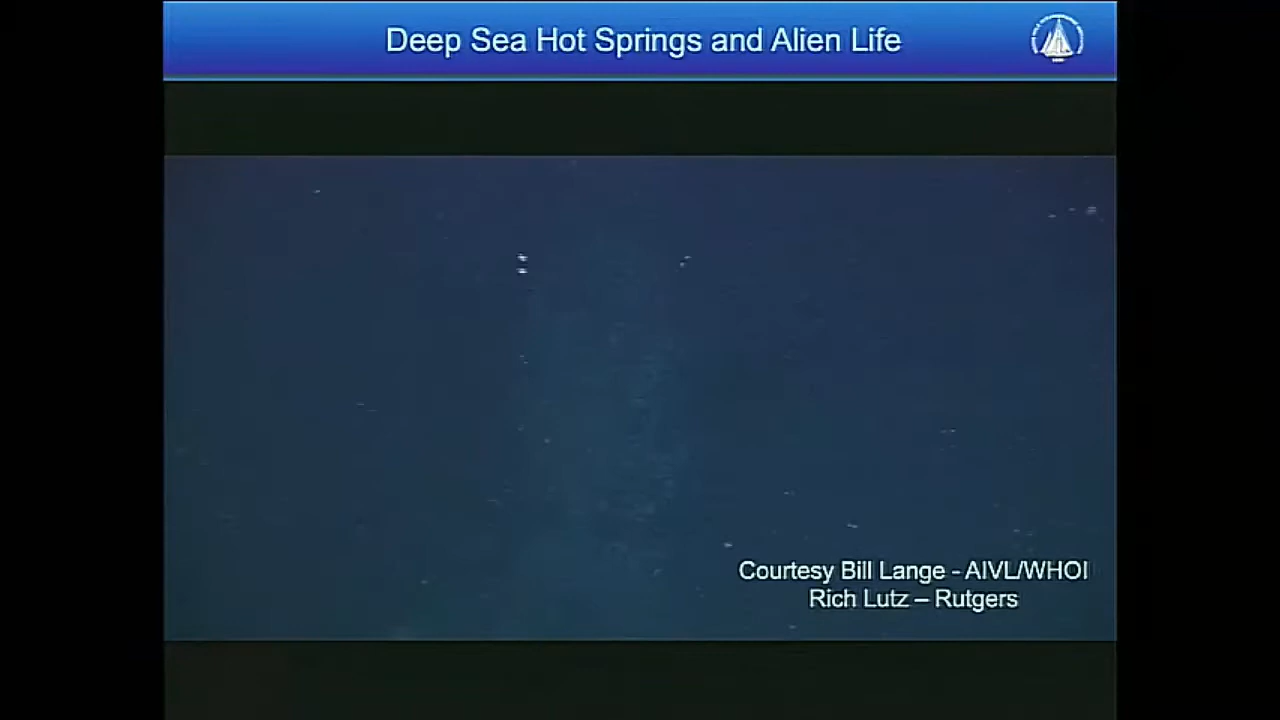 Deep Sea Hot Springs and Alien Life
Courtesy Bill Lange - AIVL/WHOI
Rich Lutz – Rutgers